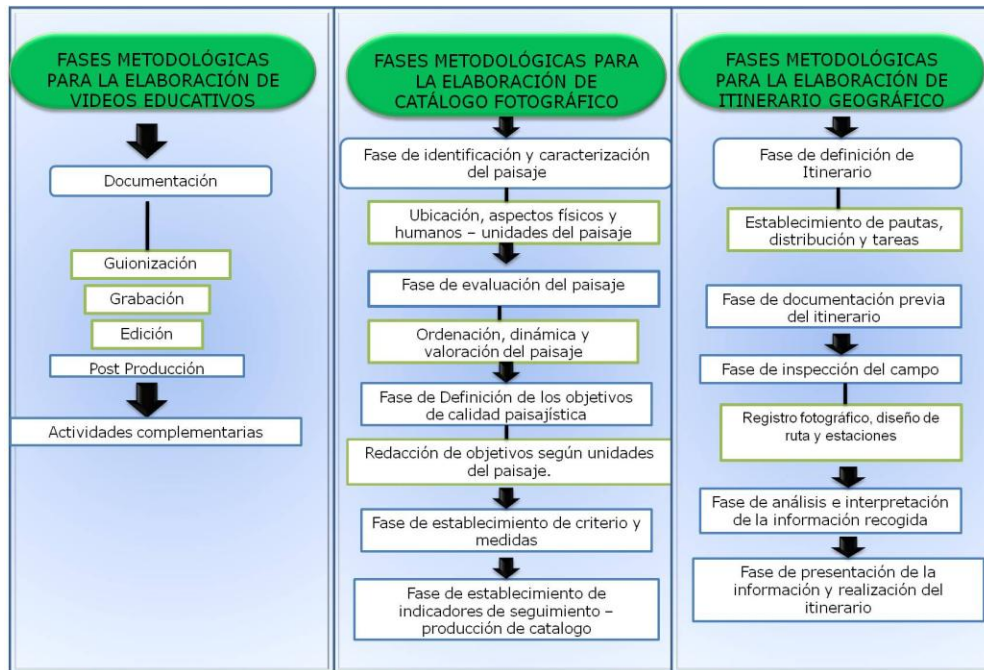 FASES METODOLÓGICAS
PARA LA ELABORACIÓN DE
VIDEOS EDUCATIVOS
Documentación
Guionización
Grabación
Edición
Post Producción
Actividades complementarias
FASES METODOLÓGICAS PARA
LA ELABORACIÓN DE
CATÁLOGO FOTOGRÁFICO
Fase de identificación y caracterización
del paisaje
Ubicación, aspectos físicos y
humanos – unidades del paisaje
Fase de evaluación del paisaje
Ordenación, dinámica y
valoración del paisaje
Fase de Definición de los objetivos
de calidad paisajística
Redacción de objetivos según unidades
del paisaje.
Fase de establecimiento de criterio y
medidas
Fase de establecimiento de
indicadores de seguimiento –
producción de catalogo
FASES METODOLÓGICAS
PARA LA ELABORACIÓN DE
ITINERARIO GEOGRÁFICO
Fase de definición de
Itinerario
Establecimiento de pautas,
distribución y tareas
Fase de documentación previa
del itinerario
Fase de inspección del campo
Registro fotográfico, diseño de
ruta y estaciones
Fase de análisis e interpretación
de la información recogida
Fase de presentación de la
información y realización del
itinerario